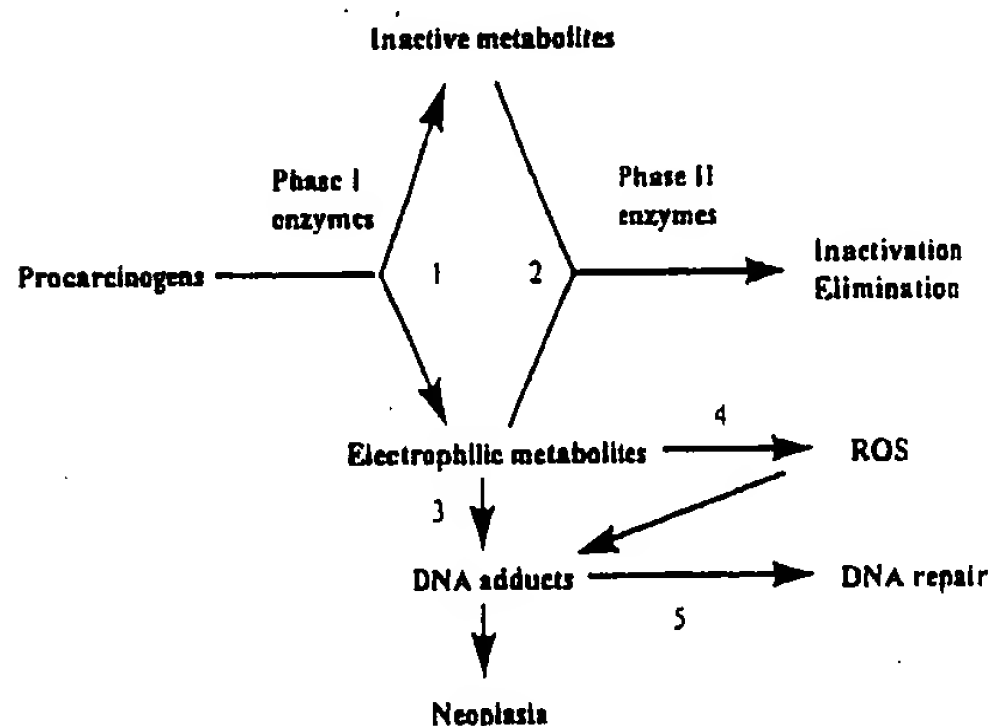 Inactive metabolites
Phase I
enzymes
Phase II
enzymes
Procarcinogens
1
2
Inactivation
Elimination
4
Electrophilic metabolites
ROS
3
DNA adducts
DNA repair
5
Neoplasia